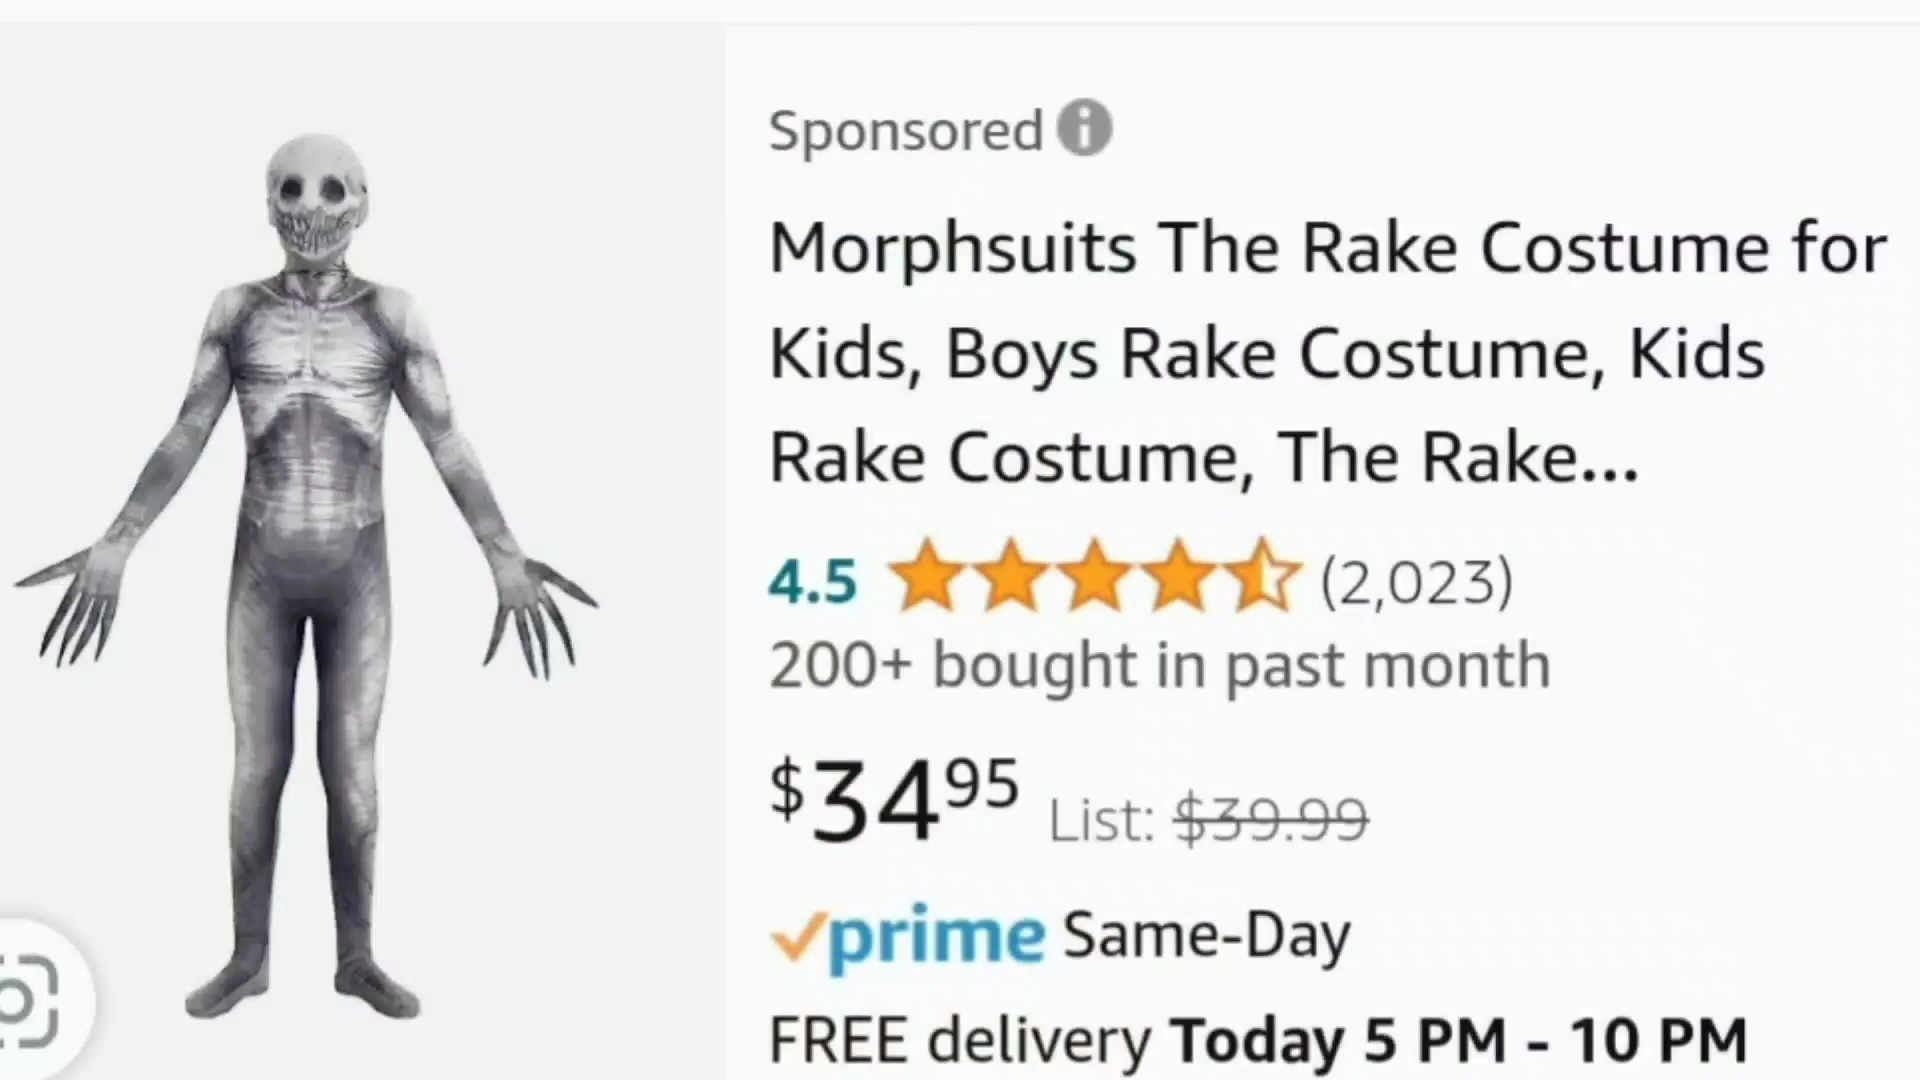 Sponsored
Morphsuits The Rake Costume for
Kids, Boys Rake Costume, Kids
Rake Costume, The Rake...
4.5 (2,023)
200+ bought in past month
$34.95 List: $39.99
prime Same-Day
FREE delivery Today 5 PM - 10 PM